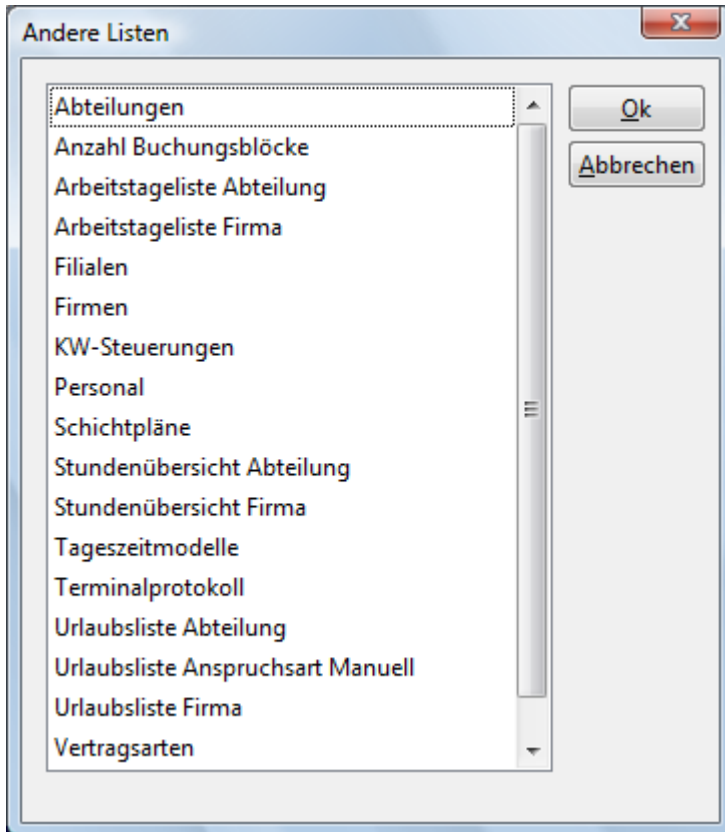 Andere Listen
Abteilungen
Anzahl Buchungsblöcke
Arbeitstageliste Abteilung
Arbeitstageliste Firma
Filialen
Firmen
KW-Steuerungen
Personal
Schichtpläne
Stundenübersicht Abteilung
Stundenübersicht Firma
Tageszeitmodelle
Terminalprotokoll
Urlaubsliste Abteilung
Urlaubsliste Anspruchsart Manuell
Urlaubsliste Firma
Vertragsarten
Ok
Abbrechen